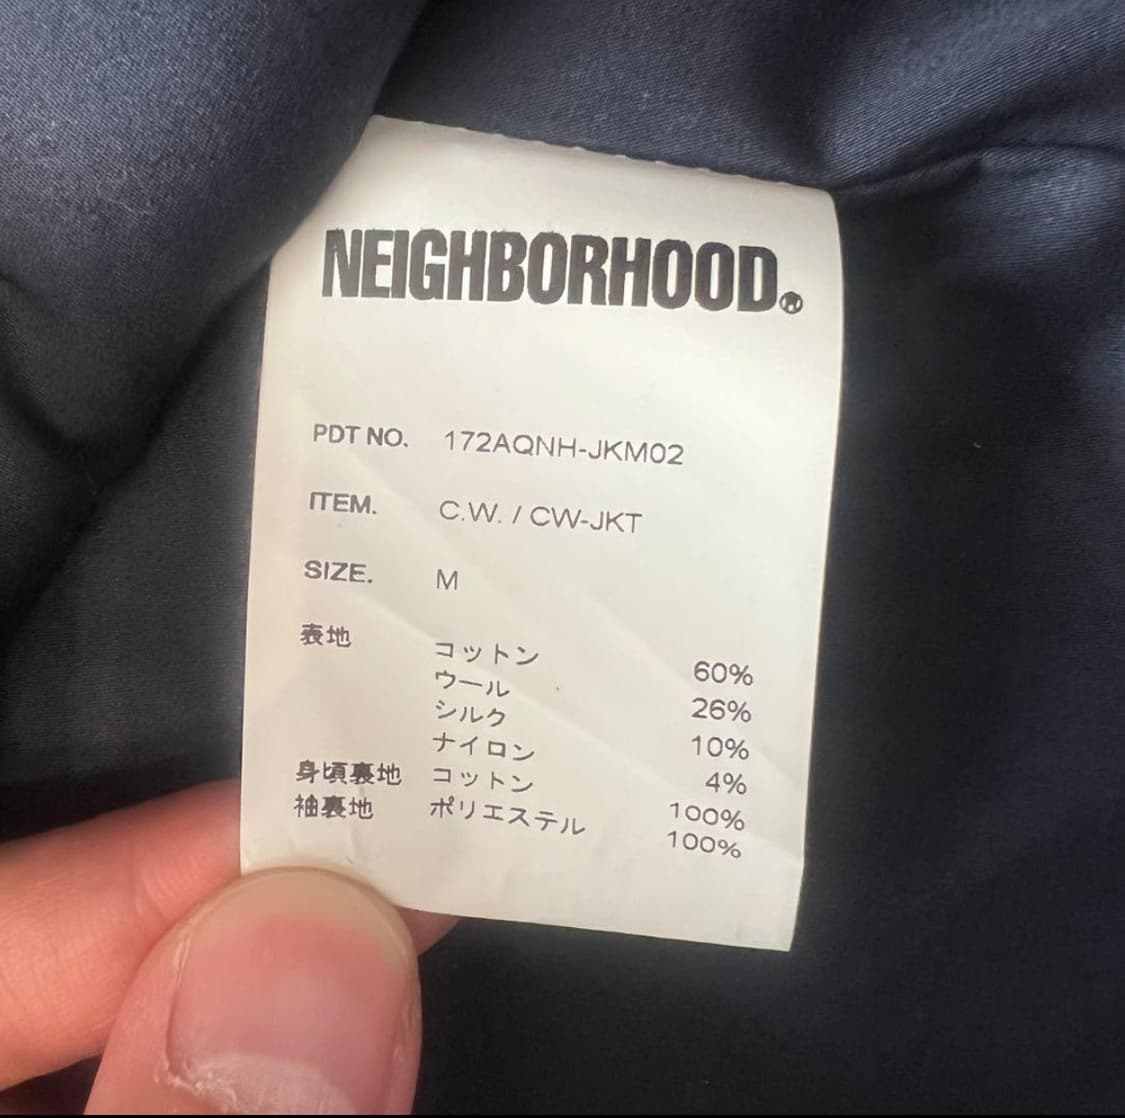 NEIGHBORHOOD®
PDT NO. 172AQNH-JKM02
ITEM. C.W. / CW-JKT
SIZE. M
表地 コットン 60%
ウール 26%
シルク 10%
ナイロン 4%
身頃裏地 コットン 100%
袖裏地 ポリエステル 100%